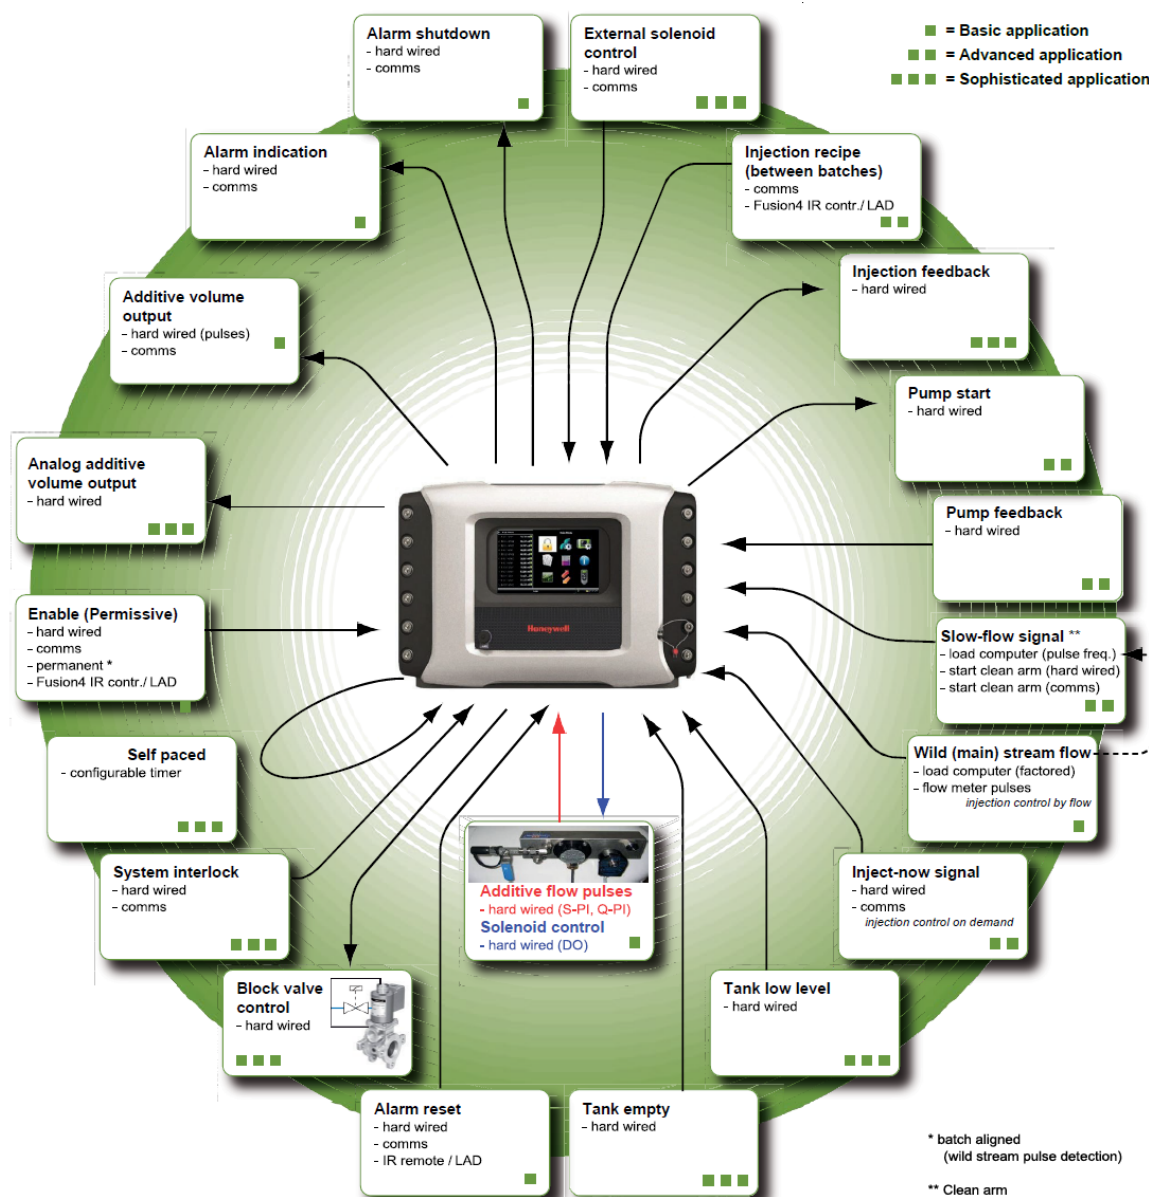 Alarm shutdown
- hard wired
- comms
External solenoid
control
- hard wired
- comms
= Basic application
= Advanced application
= Sophisticated application
Alarm indication
- hard wired
- comms
Injection recipe
(between batches)
- comms
- Fusion4 IR contr./ LAD
Additive volume
output
- hard wired (pulses)
- comms
Injection feedback
- hard wired
Pump start
- hard wired
Analog additive
volume output
- hard wired
Pump feedback
- hard wired
Honeywell
Enable (Permissive)
- hard wired
- comms
- permanent *
- Fusion4 IR contr./ LAD
Slow-flow signal **
- load computer (pulse freq.)
- start clean arm (hard wired)
- start clean arm (comms)
Self paced
- configurable timer
Wild (main) stream flow
- load computer (factored)
- flow meter pulses
injection control by flow
System interlock
- hard wired
- comms
Additive flow pulses
- hard wired (S-PI, Q-PI)
Solenoid control
- hard wired (DO)
Inject-now signal
- hard wired
- comms
injection control on demand
Block valve
control
- hard wired
Tank low level
- hard wired
Alarm reset
- hard wired
- comms
- IR remote / LAD
Tank empty
- hard wired
* batch aligned
(wild stream pulse detection)
** Clean arm